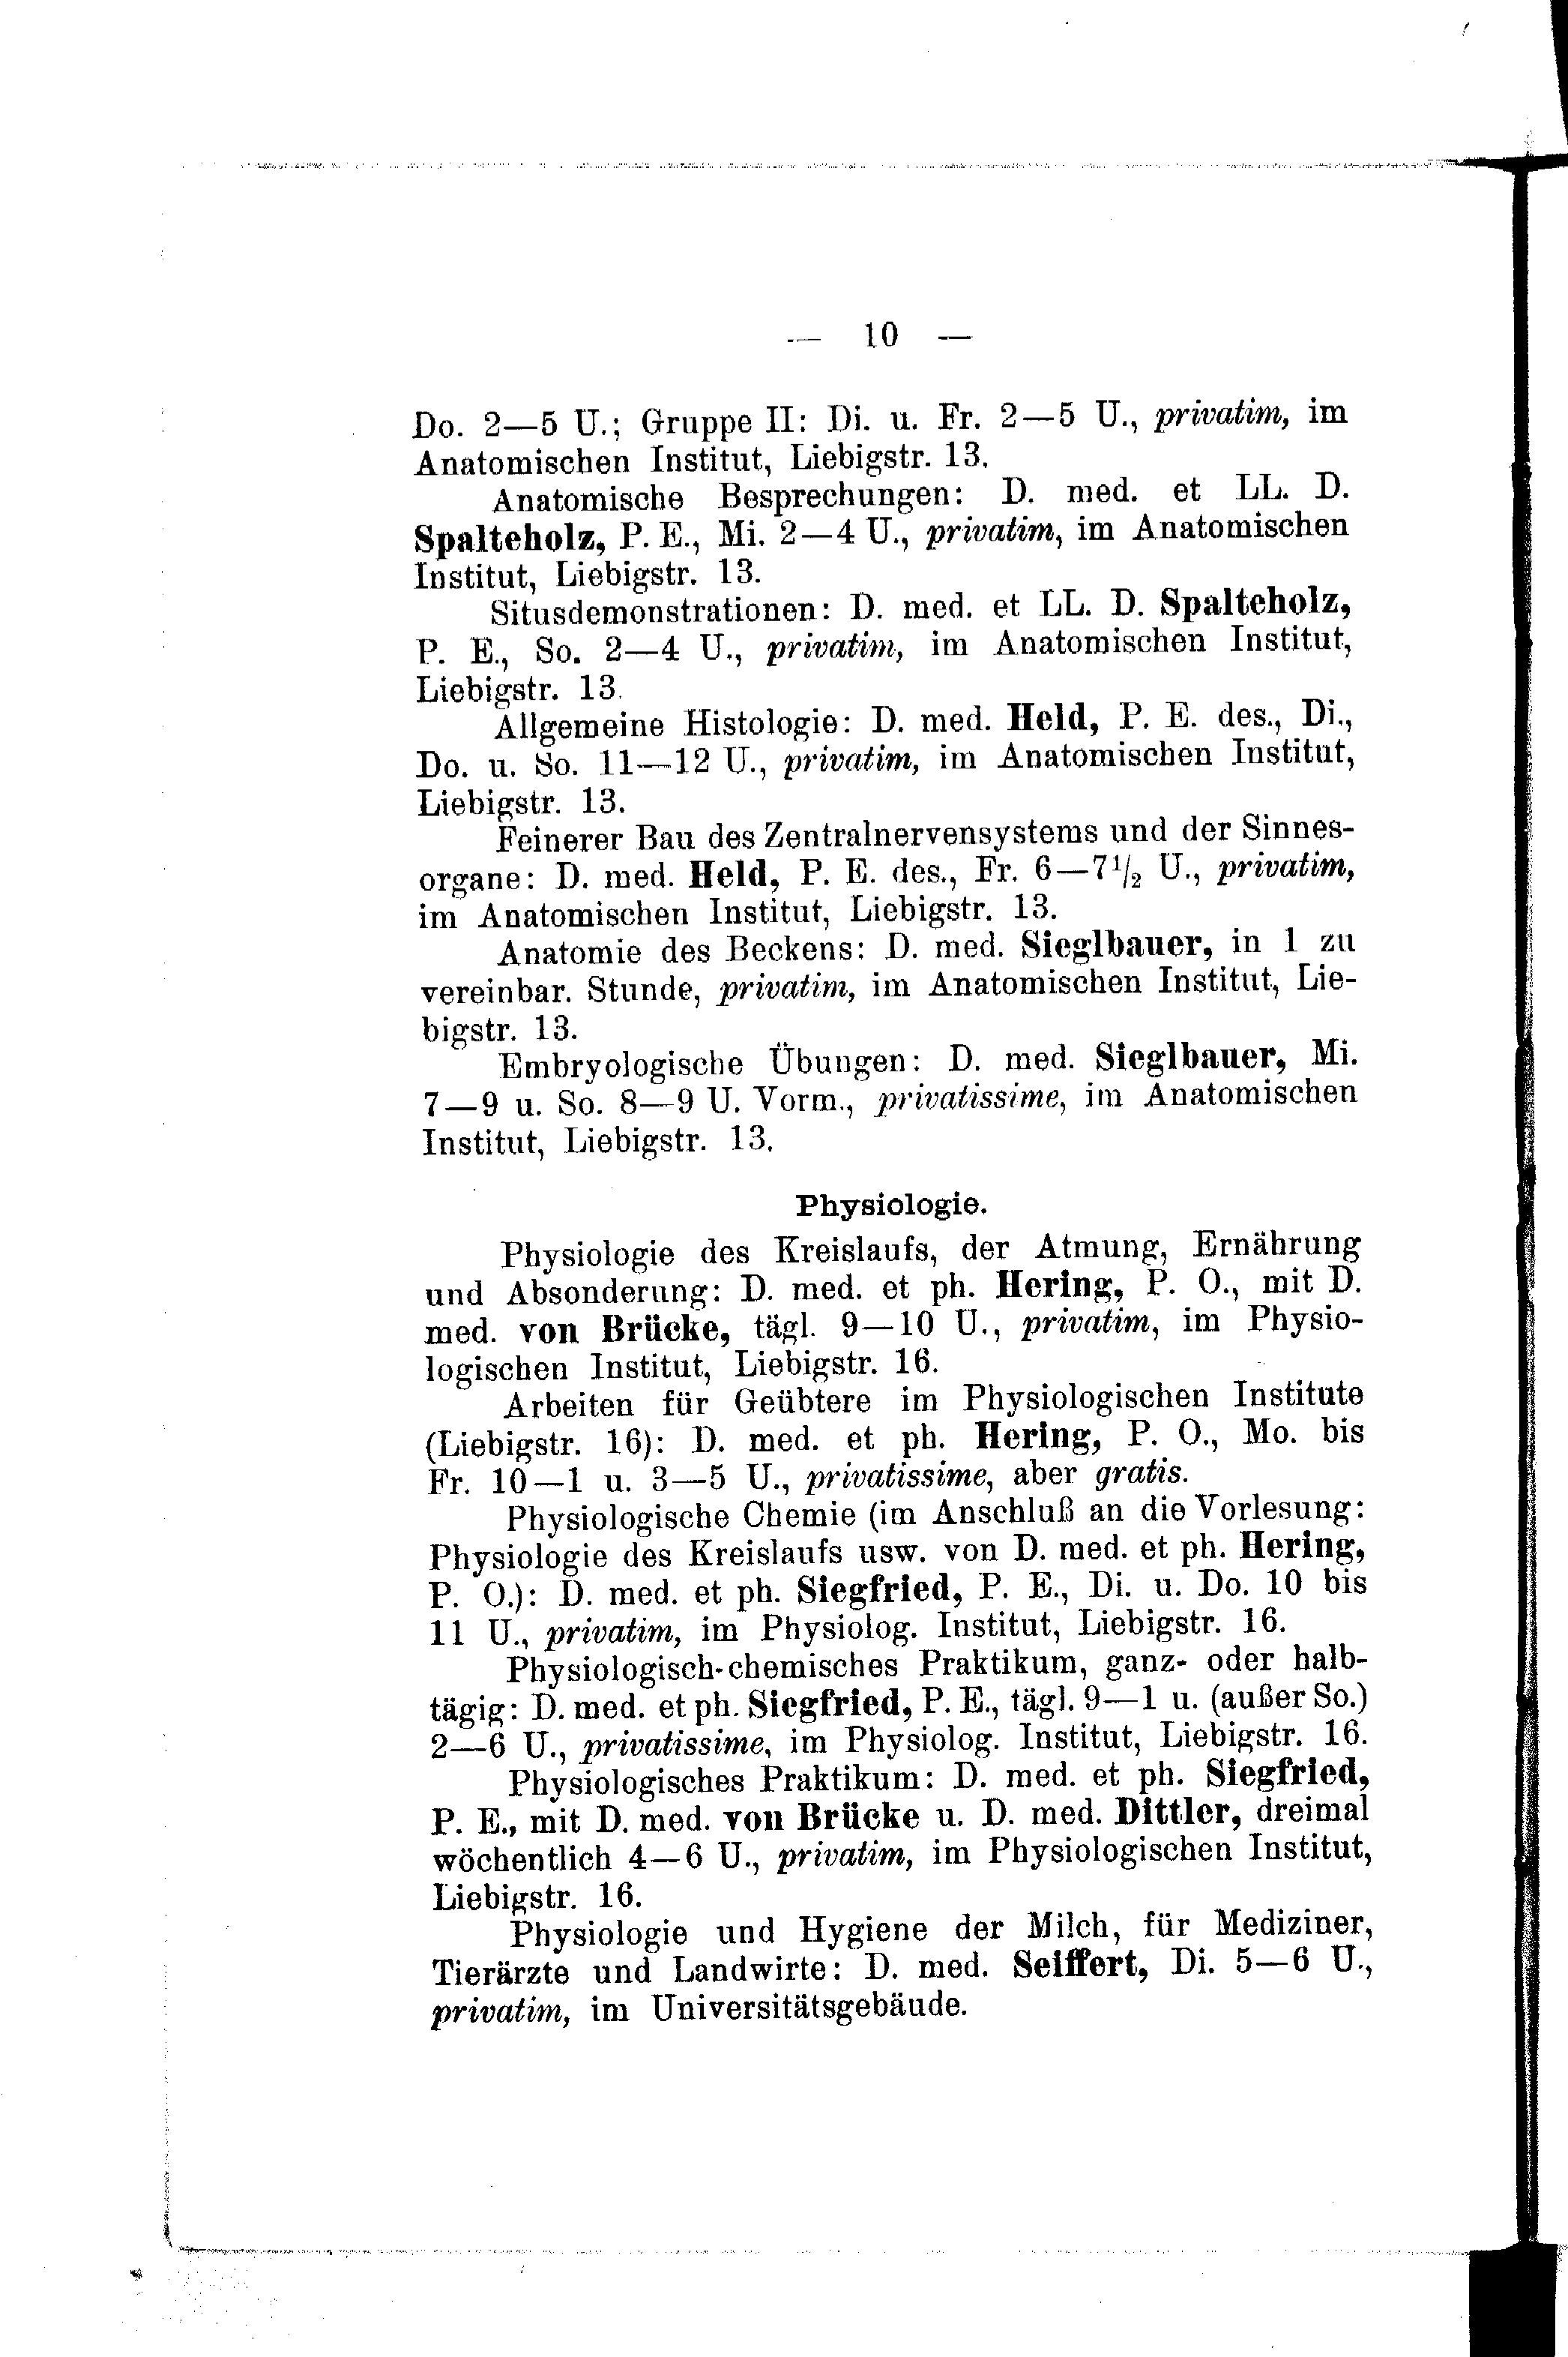 — 10 —
Do. 2—5 U.; Gruppe II: Di. u. Fr. 2—5 U., privatim, im
Anatomischen Institut, Liebigstr. 13.
Anatomische Besprechungen: D. med. et LL. D.
Spalteholz, P. E., Mi. 2—4 U., privatim, im Anatomischen
Institut, Liebigstr. 13.
Situsdemonstrationen: D. med. et LL. D. Spalteholz,
P. E., So. 2—4 U., privatim, im Anatomischen Institut,
Liebigstr. 13.
Allgemeine Histologie: D. med. Held, P. E. des., Di.,
Do. u. So. 11—12 U., privatim, im Anatomischen Institut,
Liebigstr. 13.
Feinerer Bau des Zentralnervensystems und der Sinnes-
organe: D. med. Held, P. E. des., Fr. 6—7½ U., privatim,
im Anatomischen Institut, Liebigstr. 13.
Anatomie des Beckens: D. med. Sieglbauer, in 1 zu
vereinbar. Stunde, privatim, im Anatomischen Institut, Lie-
bigstr. 13.
Embryologische Übungen: D. med. Sieglbauer, Mi.
7—9 u. So. 8—9 U. Vorm., privatissime, im Anatomischen
Institut, Liebigstr. 13.
Physiologie.
Physiologie des Kreislaufs, der Atmung, Ernährung
und Absonderung: D. med. et ph. Hering, P. O., mit D.
med. von Brücke, tägl. 9—10 U., privatim, im Physio-
logischen Institut, Liebigstr. 16.
Arbeiten für Geübtere im Physiologischen Institute
(Liebigstr. 16): D. med. et ph. Hering, P. O., Mo. bis
Fr. 10—1 u. 3—5 U., privatissime, aber gratis.
Physiologische Chemie (im Anschluß an die Vorlesung:
Physiologie des Kreislaufs usw. von D. med. et ph. Hering,
P. O.): D. med. et ph. Siegfried, P. E., Di. u. Do. 10 bis
11 U., privatim, im Physiolog. Institut, Liebigstr. 16.
Physiologisch-chemisches Praktikum, ganz- oder halb-
tägig: D. med. et ph. Siegfried, P. E., tägl. 9—1 u. (außer So.)
2—6 U., privatissime, im Physiolog. Institut, Liebigstr. 16.
Physiologisches Praktikum: D. med. et ph. Siegfried,
P. E., mit D. med. von Brücke u. D. med. Dittler, dreimal
wöchentlich 4—6 U., privatim, im Physiologischen Institut,
Liebigstr. 16.
Physiologie und Hygiene der Milch, für Mediziner,
Tierärzte und Landwirte: D. med. Seiffert, Di. 5—6 U.,
privatim, im Universitätsgebäude.